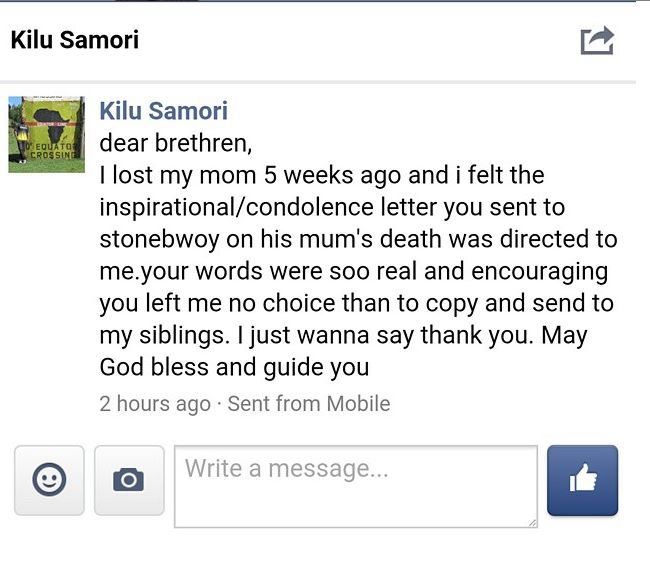 Kilu Samori
Kilu Samori
dear brethren,
I lost my mom 5 weeks ago and i felt the
inspirational/condolence letter you sent to
stonebwoy on his mum's death was directed to
me.your words were soo real and encouraging
you left me no choice than to copy and send to
my siblings. I just wanna say thank you. May
God bless and guide you
2 hours ago · Sent from Mobile
Write a message...
EQUATOR
CROSSING